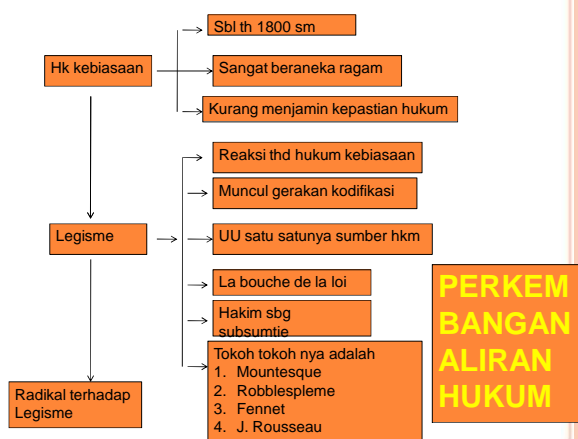 Sbl th 1800 sm
Hk kebiasaan
Sangat beraneka ragam
Kurang menjamin kepastian hukum
Reaksi thd hukum kebiasaan
Muncul gerakan kodifikasi
Legisme
UU satu satunya sumber hkm
La bouche de la loi
Hakim sbg
subsumtie
Tokoh tokoh nya adalah
1. Mountesque
2. Robblespleme
3. Fennet
4. J. Rousseau
Radikal terhadap
Legisme
PERKEM
BANGAN
ALIRAN
HUKUM